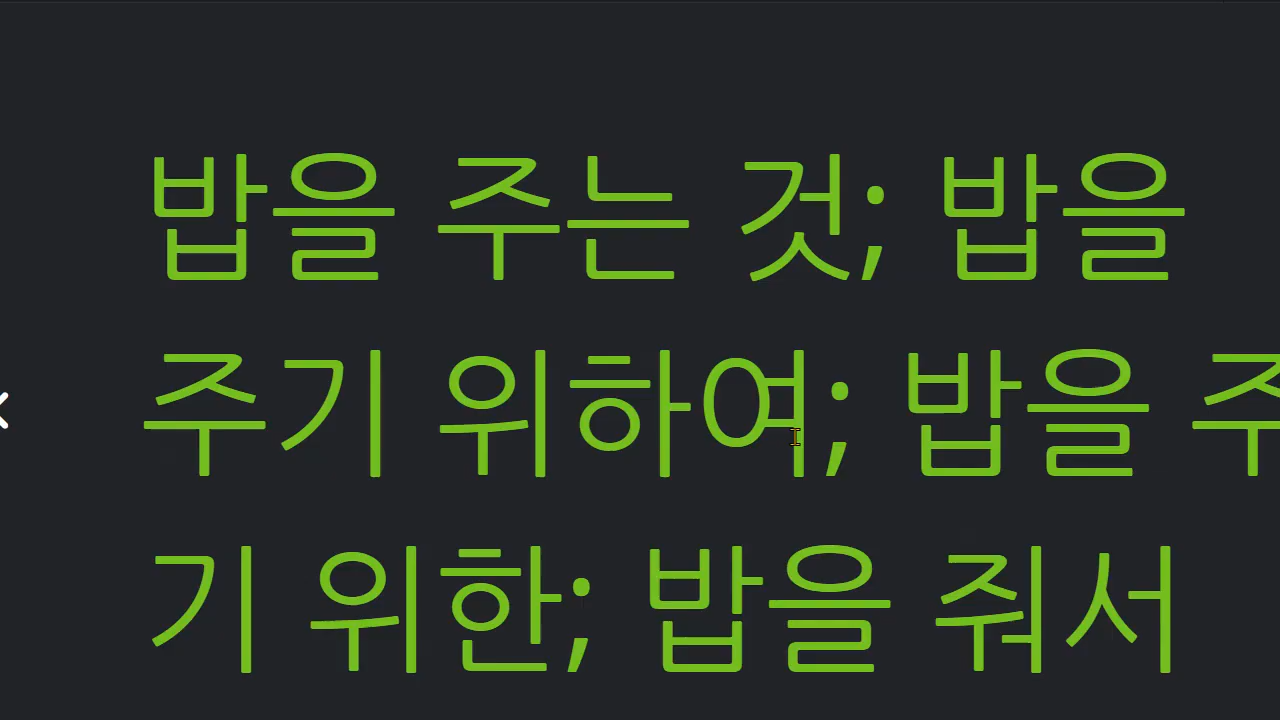 밥을 주는 것; 밥을
주기 위하여; 밥을 주
기 위한; 밥을 줘서